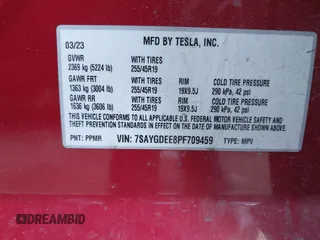 03/23 MFD BY TESLA, INC.
GVWR WITH TIRES
2369 kg (5224 lb) 255/45R19
GAWR FRT WITH TIRES RIM COLD TIRE PRESSURE
1363 kg (3004 lb) 255/45R19 19X9.5J 290 kPa, 42 psi
GAWR RR WITH TIRES RIM COLD TIRE PRESSURE
1636 kg (3606 lb) 255/45R19 19X9.5J 290 kPa, 42 psi
THIS VEHICLE CONFORMS TO ALL APPLICABLE FEDERAL MOTOR VEHICLE
SAFETY AND THEFT PREVENTION STANDARDS IN EFFECT ON THE DATE OF
MANUFACTURE SHOWN ABOVE.
PNT: PPMR VIN: 7SAYGDEE8PF709459 TYPE: MPV
DREAMBID